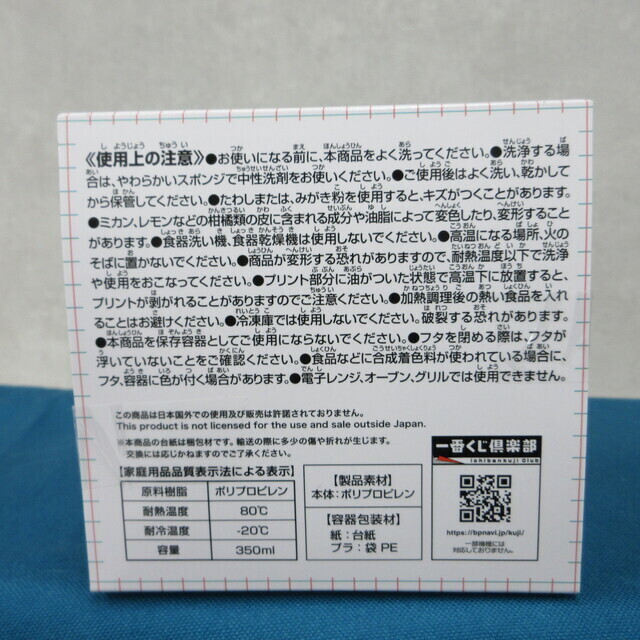 《使用上の注意》●お使いになる前に、本商品をよく洗ってください。●洗浄する場
合は、やわらかいスポンジで中性洗剤をお使いください。●ご使用後はよく洗い、乾かして
から保管してください。●たわしまたは、みがき粉を使用すると、キズがつくことがあります。
●ミカン、レモンなどの柑橘類の皮に含まれる成分や油脂によって変色したり、変形すること
があります。●食器洗い機、食器乾燥機は使用しないでください。●高温になる場所、火の
そばに置かないでください。●商品が変形する恐れがありますので、耐熱温度以下で洗浄
や使用をおこなってください。●プリント部分に油がついた状態で高温下に放置すると、
プリントが剥がれることがありますのでご注意ください。●加熱調理後の熱い食品を入れ
ることはお避けください。●冷凍庫では使用しないでください。破裂する恐れがあります。
●本商品を保存容器としてご使用にならないでください。●フタを閉める際は、フタが
浮いていないことをご確認ください。●食品などに合成着色料が使われている場合に、
フタ、容器に色が付く場合があります。●電子レンジ、オーブン、グリルでは使用できません。
この商品は日本国外での使用及び販売は許諾されておりません。
This product is not licensed for the use and sale outside Japan.
※本商品の台紙は梱包材です。輸送の際に多少の傷や折れが生じます。
交換には応じかねますのでご了承ください。
【家庭用品品質表示法による表示】
原料樹脂 ポリプロピレン
耐熱温度 80℃
耐冷温度 -20℃
容量 350ml
【製品素材】
本体:ポリプロピレン
【容器包装材】
紙:台紙
プラ:袋 PE
一番くじ倶楽部
Ichibankuji Club
https://bpnavi.jp/kuji/
一部機種には
対応しておりません。